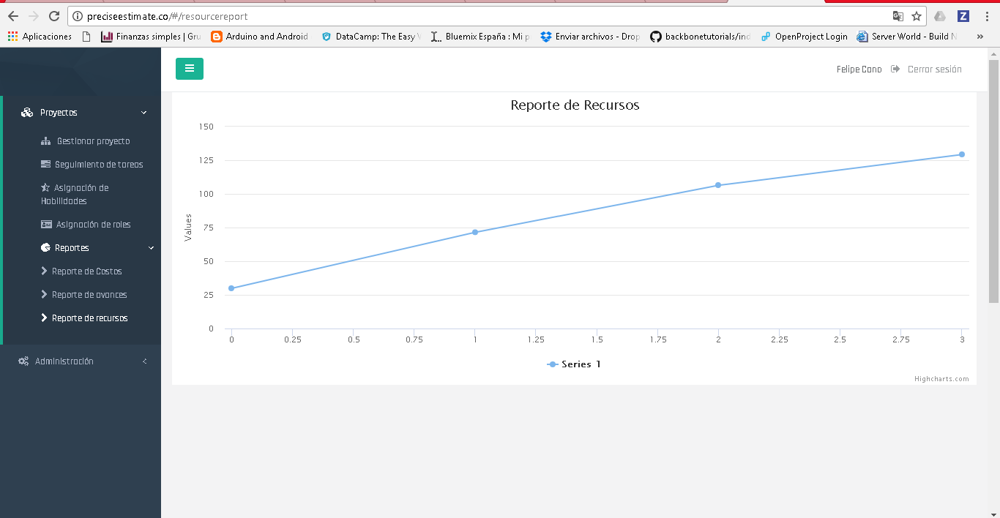 preciseestimate.co/#/resourcereport
Aplicaciones
Finanzas simples | Gru
Arduino and Android
DataCamp: The Easy
Bluemix España : Mi p
Enviar archivos - Drop
backbonetutorials/ind
OpenProject Login
Server World - Build N
»
Z
Felipe Cano
Cerrar sesión
Proyectos
Gestionar proyecto
Seguimiento de tareas
Asignación de
Habilidades
Asignación de roles
Reportes
Reporte de Costos
Reporte de avances
Reporte de recursos
Administración
Reporte de Recursos
Values
150
125
100
75
50
25
0
0 0.25 0.5 0.75 1 1.25 1.5 1.75 2 2.25 2.5 2.75 3
Series 1
Highcharts.com